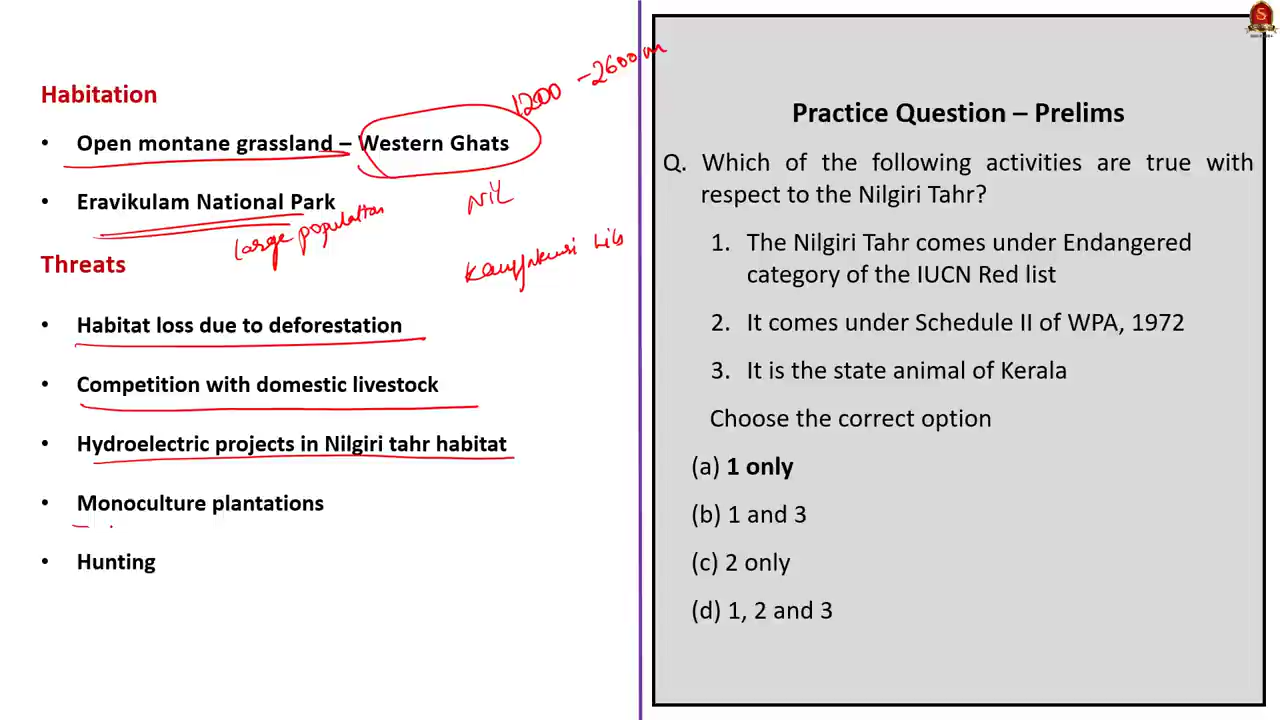 Habitation
1200 - 2600 m
• Open montane grassland – Western Ghats
• Eravikulam National Park
large population
Threats
• Habitat loss due to deforestation
• Competition with domestic livestock
• Hydroelectric projects in Nilgiri tahr habitat
• Monoculture plantations
• Hunting
Practice Question – Prelims
Q. Which of the following activities are true with
respect to the Nilgiri Tahr?
1. The Nilgiri Tahr comes under Endangered
category of the IUCN Red list
2. It comes under Schedule II of WPA, 1972
3. It is the state animal of Kerala
Choose the correct option
(a) 1 only
(b) 1 and 3
(c) 2 only
(d) 1, 2 and 3